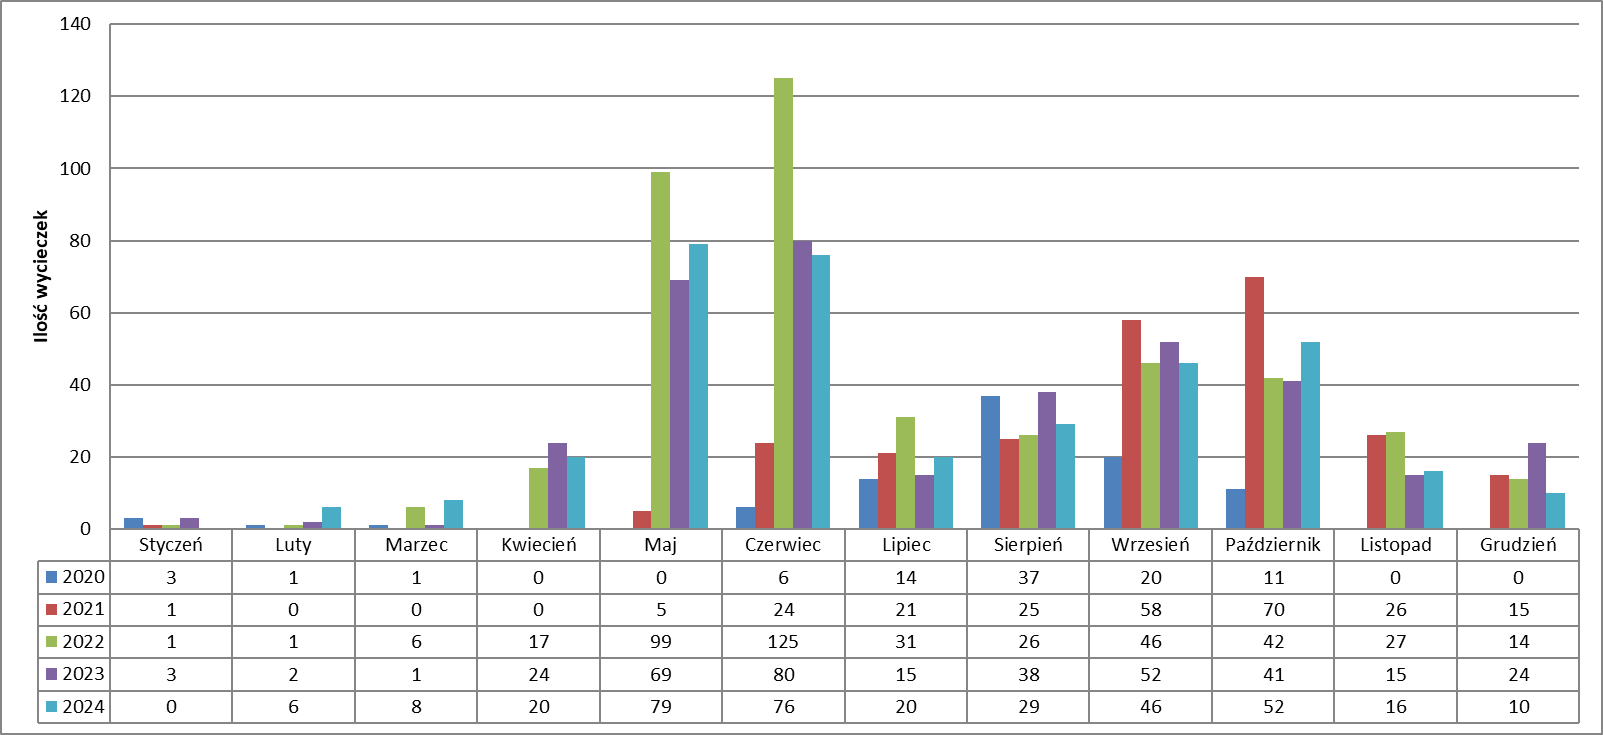 140
120
100
80
60
40
20
0
Ilość wycieczek
Styczeń Luty Marzec Kwiecień Maj Czerwiec Lipiec Sierpień Wrzesień Październik Listopad Grudzień
2020 3 1 1 0 0 6 14 37 20 11 0 0
2021 1 0 0 0 5 24 21 25 58 70 26 15
2022 1 1 6 17 99 125 31 26 46 42 27 14
2023 3 2 1 24 69 80 15 38 52 41 15 24
2024 0 6 8 20 79 76 20 29 46 52 16 10